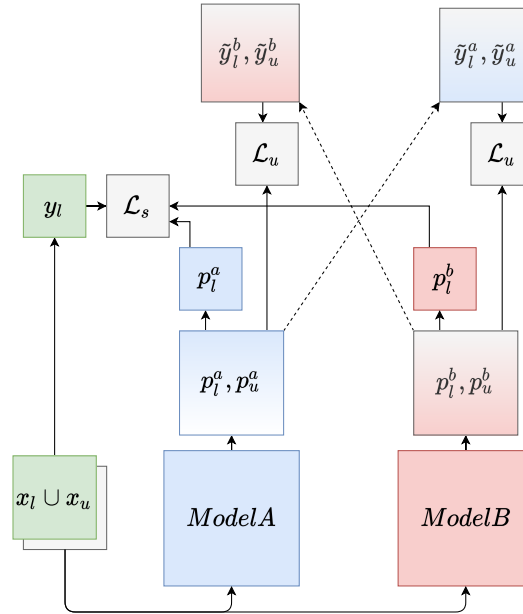 ỹ_l^b, ỹ_u^b
ỹ_l^a, ỹ_u^a
ℒ_u
ℒ_u
y_l
ℒ_s
p_l^a
p_l^b
p_l^a, p_u^a
p_l^b, p_u^b
x_l ∪ x_u
ModelA
ModelB